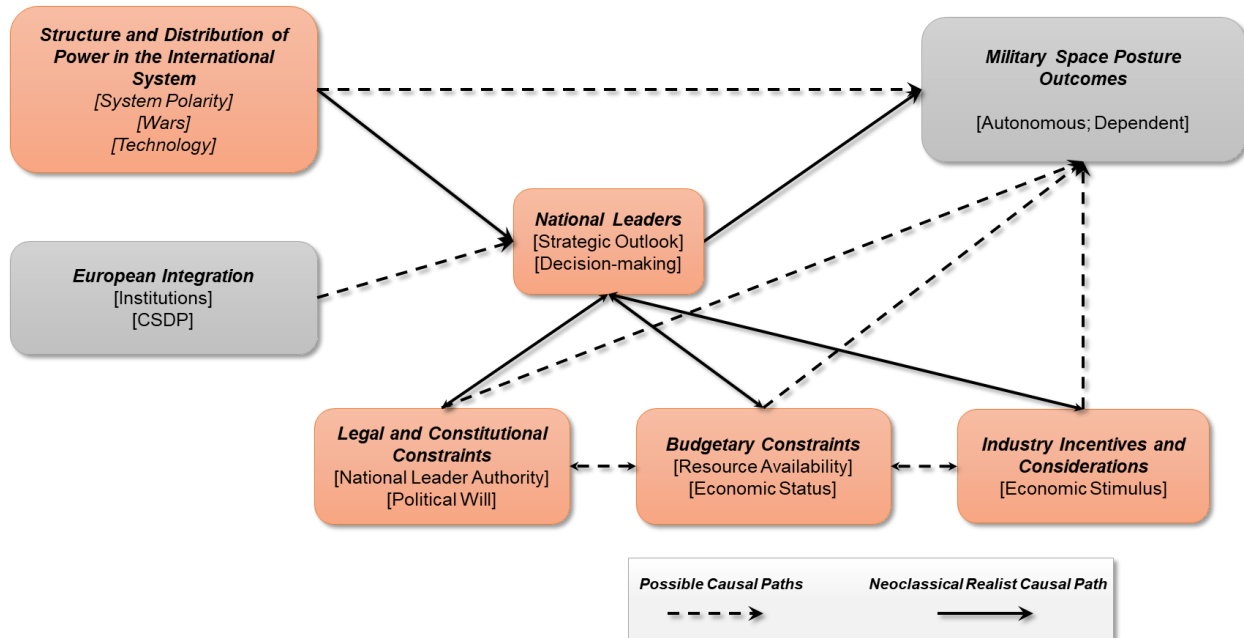 Structure and Distribution of
Power in the International
System
[System Polarity]
[Wars]
[Technology]
Military Space Posture
Outcomes
[Autonomous; Dependent]
National Leaders
[Strategic Outlook]
[Decision-making]
European Integration
[Institutions]
[CSDP]
Legal and Constitutional
Constraints
[National Leader Authority]
[Political Will]
Budgetary Constraints
[Resource Availability]
[Economic Status]
Industry Incentives and
Considerations
[Economic Stimulus]
Possible Causal Paths
Neoclassical Realist Causal Path